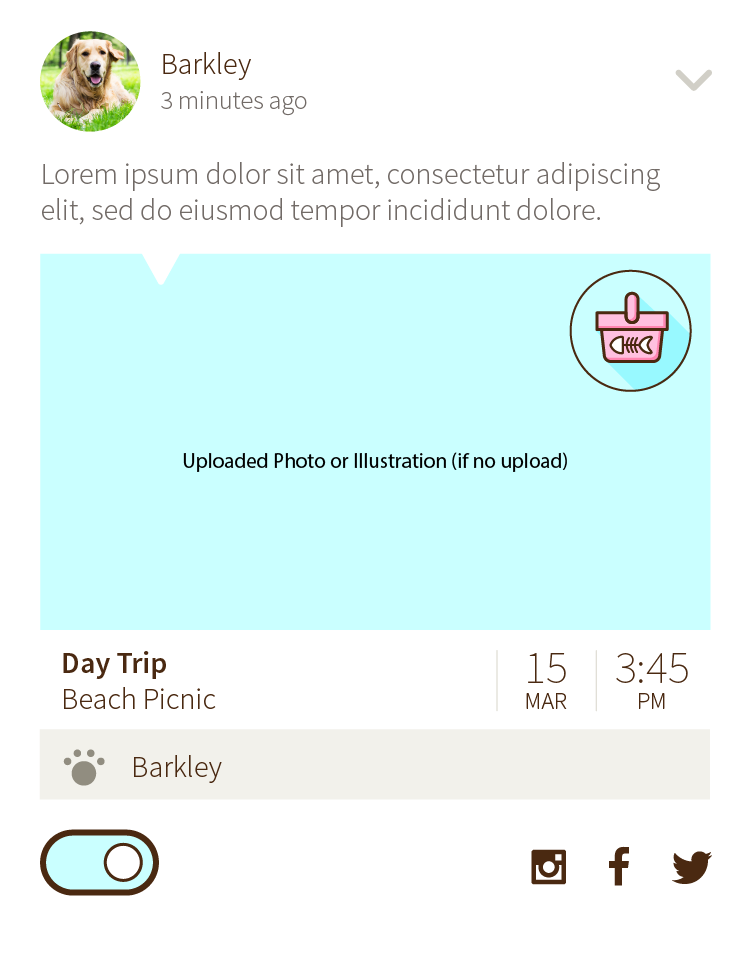 Barkley
3 minutes ago
Lorem ipsum dolor sit amet, consectetur adipiscing
elit, sed do eiusmod tempor incididunt dolore.
Uploaded Photo or Illustration (if no upload)
Day Trip
Beach Picnic
15
MAR
3:45
PM
Barkley